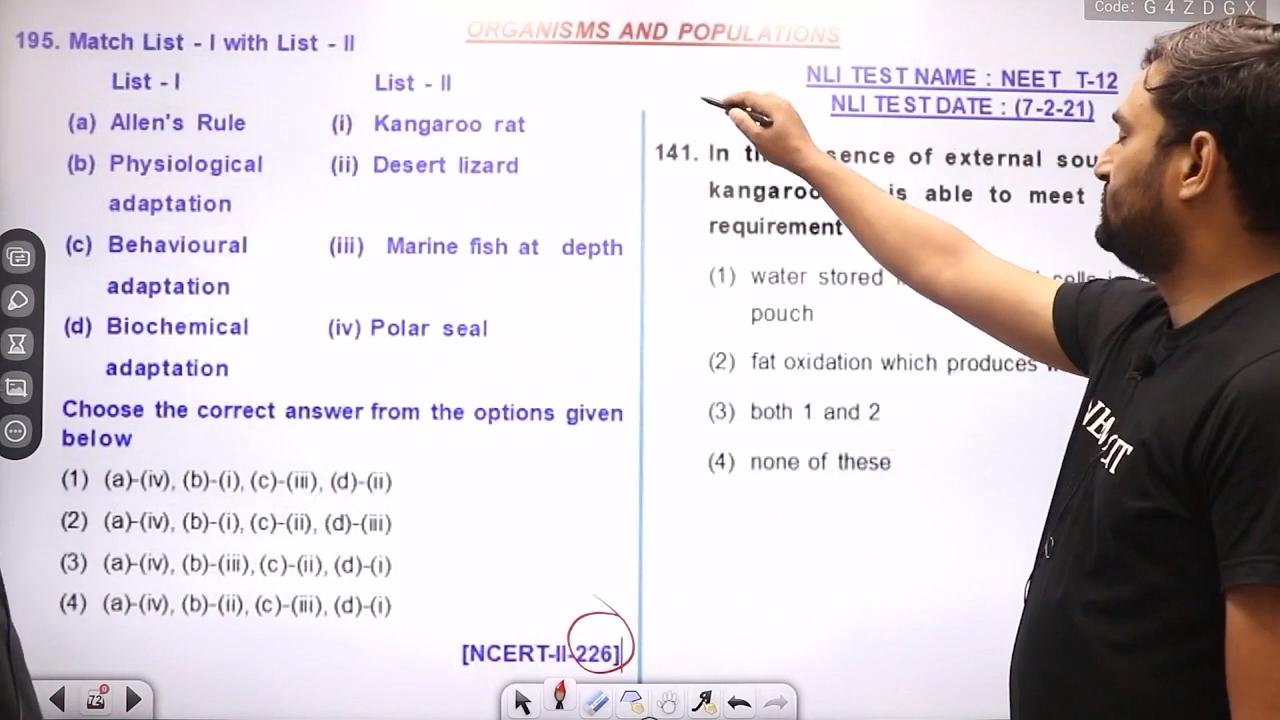 Code: G 4 Z D G X
ORGANISMS AND POPULATIONS
195. Match List - I with List - II
List - I List - II
(a) Allen's Rule (i) Kangaroo rat
(b) Physiological (ii) Desert lizard
adaptation
(c) Behavioural (iii) Marine fish at depth
adaptation
(d) Biochemical (iv) Polar seal
adaptation
Choose the correct answer from the options given
below
(1) (a)-(iv), (b)-(i), (c)-(iii), (d)-(ii)
(2) (a)-(iv), (b)-(i), (c)-(ii), (d)-(iii)
(3) (a)-(iv), (b)-(iii), (c)-(ii), (d)-(i)
(4) (a)-(iv), (b)-(ii), (c)-(iii), (d)-(i)
[NCERT-II-226]
NLI TEST NAME : NEET T-12
NLI TEST DATE : (7-2-21)
141. In of external
kangaroo is able to meet
requirement
(1) water stored
pouch
(2) fat oxidation which produces
(3) both 1 and 2
(4) none of these
72